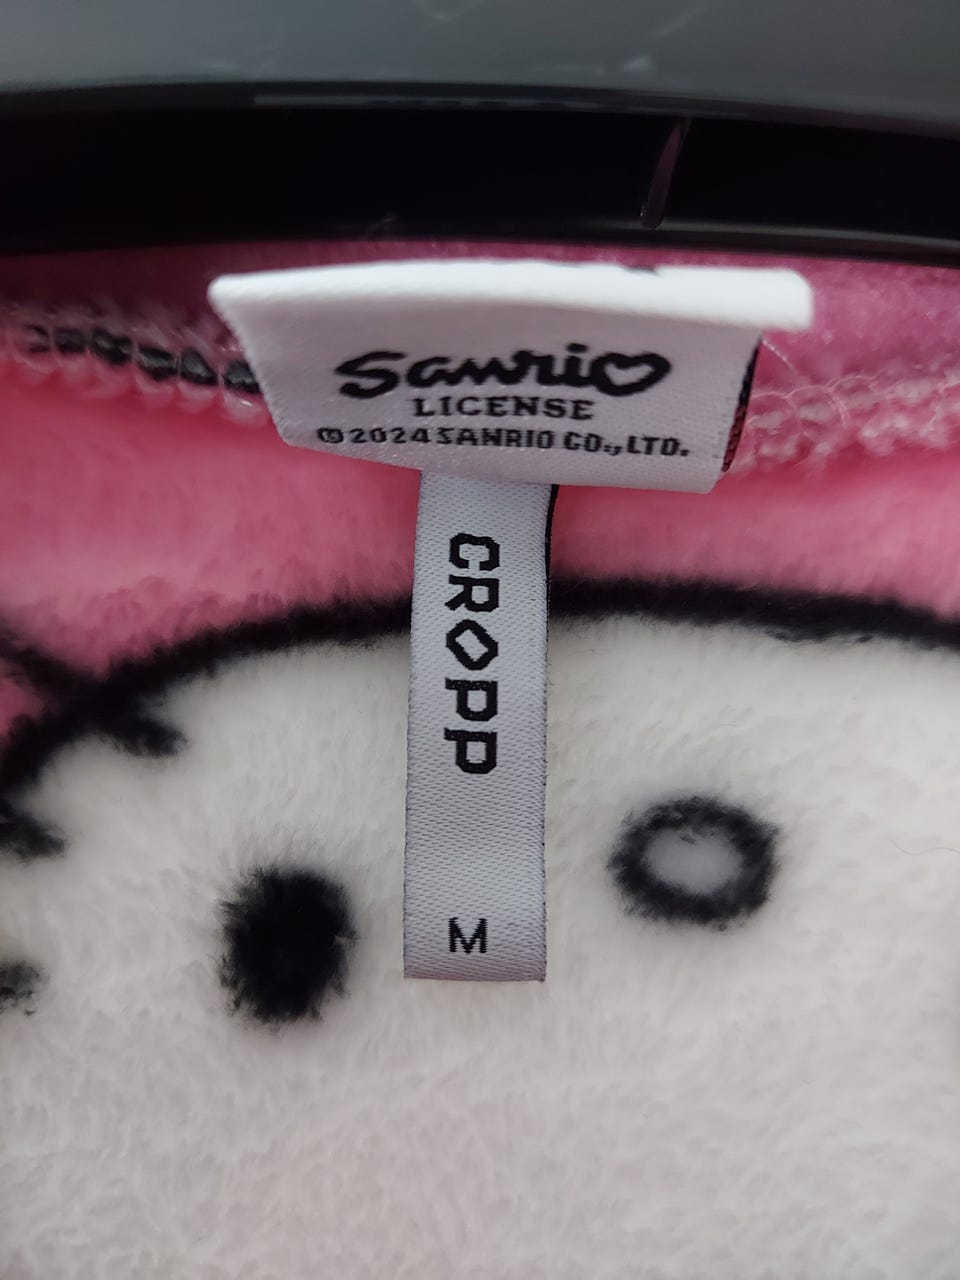 Sanrio
LICENSE
©2024 SANRIO CO., LTD.
CROPP
M